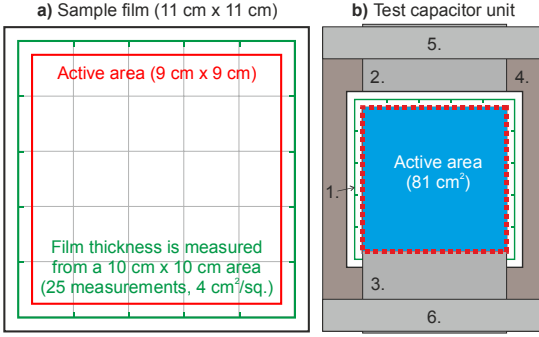 a) Sample film (11 cm x 11 cm)
Active area (9 cm x 9 cm)
Film thickness is measured
from a 10 cm x 10 cm area
(25 measurements, 4 cm²/sq.)
b) Test capacitor unit
5.
2.
4.
Active area
(81 cm²)
1.
3.
6.